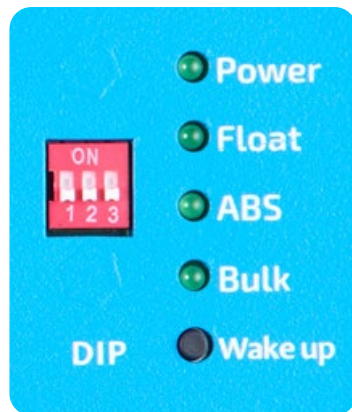 Power
Float
ON
1 2 3
ABS
Bulk
DIP
Wake up